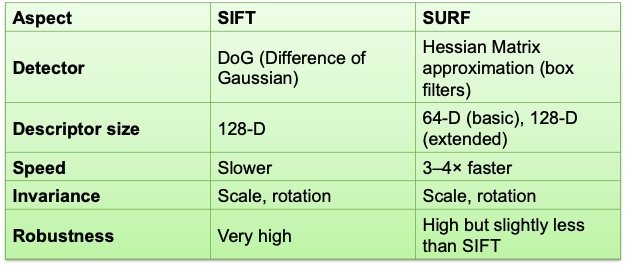 Aspect SIFT SURF
Detector DoG (Difference of Gaussian) Hessian Matrix approximation (box filters)
Descriptor size 128-D 64-D (basic), 128-D (extended)
Speed Slower 3–4× faster
Invariance Scale, rotation Scale, rotation
Robustness Very high High but slightly less than SIFT